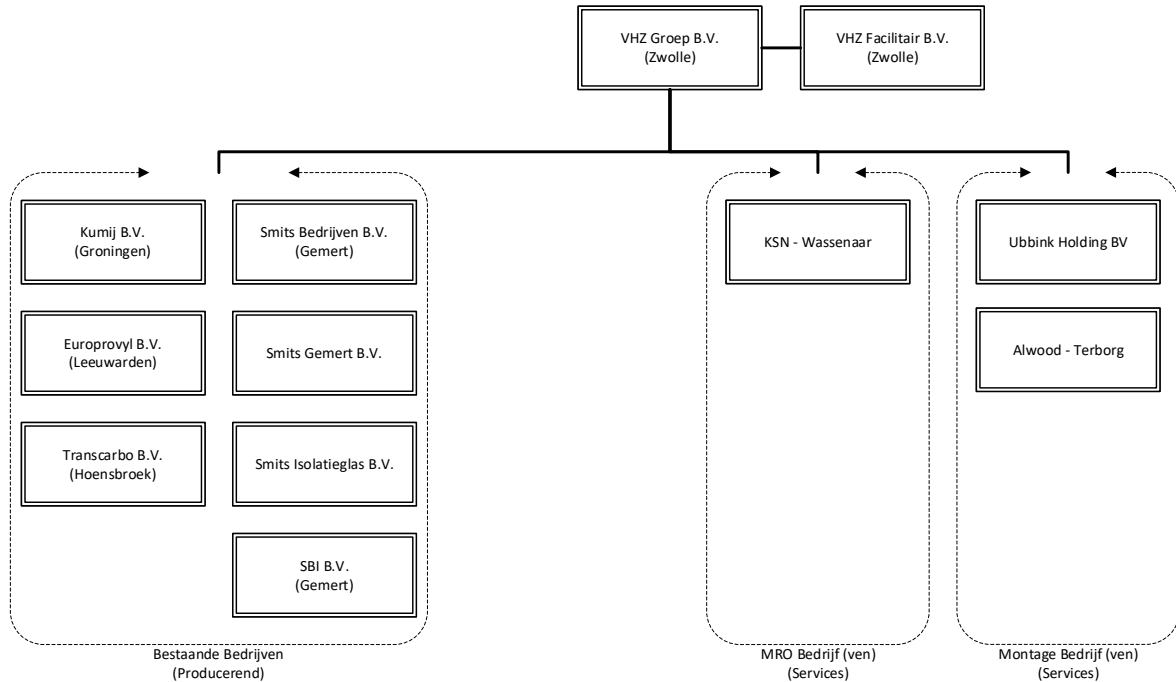 VHZ Groep B.V.
(Zwolle)
VHZ Facilitair B.V.
(Zwolle)
Kumij B.V.
(Groningen)
Europrovyl B.V.
(Leeuwarden)
Transcarbo B.V.
(Hoensbroek)
Smits Bedrijven B.V.
(Gemert)
Smits Gemert B.V.
Smits Isolatieglas B.V.
SBI B.V.
(Gemert)
Bestaande Bedrijven
(Producerend)
KSN - Wassenaar
MRO Bedrijf (ven)
(Services)
Ubbink Holding BV
Alwood - Terborg
Montage Bedrijf (ven)
(Services)